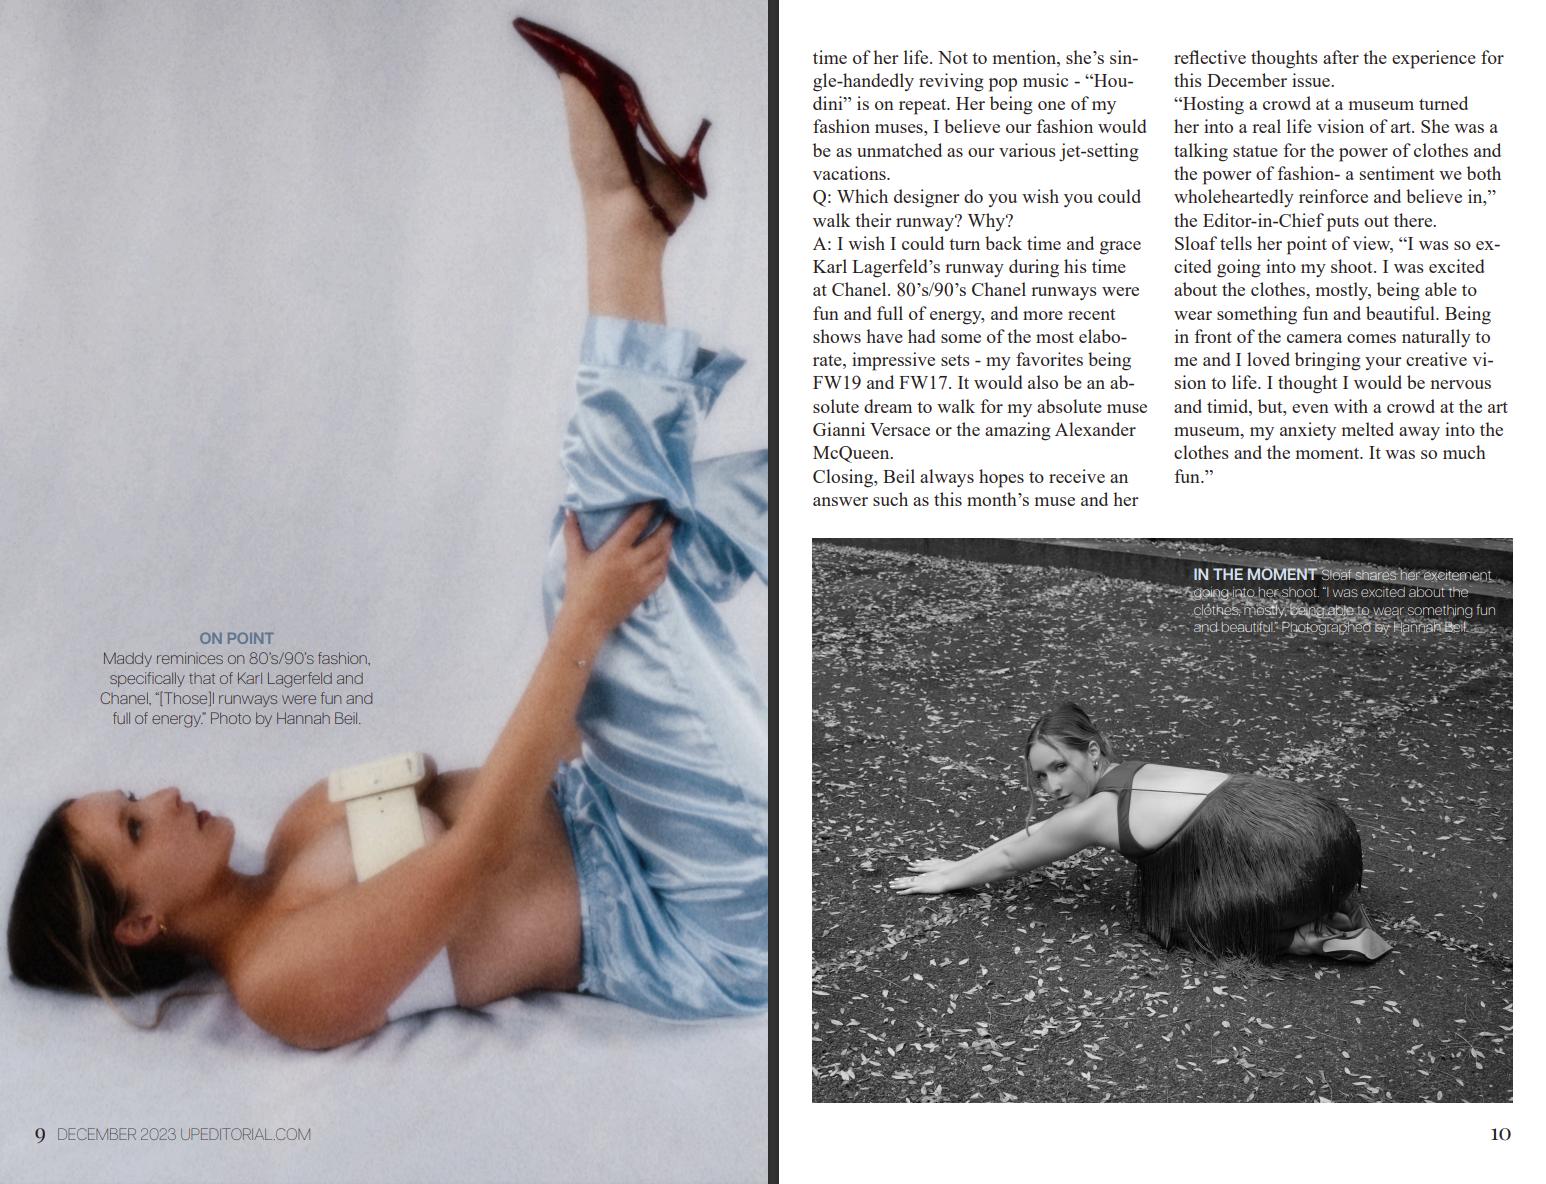 ON POINT
Maddy reminices on 80's/90's fashion,
specifically that of Karl Lagerfeld and
Chanel, “[Those]l runways were fun and
full of energy.” Photo by Hannah Beil.
9 DECEMBER 2023 UPEDITORIAL.COM
time of her life. Not to mention, she’s sin-
gle-handedly reviving pop music - “Hou-
dini” is on repeat. Her being one of my
fashion muses, I believe our fashion would
be as unmatched as our various jet-setting
vacations.
Q: Which designer do you wish you could
walk their runway? Why?
A: I wish I could turn back time and grace
Karl Lagerfeld’s runway during his time
at Chanel. 80’s/90’s Chanel runways were
fun and full of energy, and more recent
shows have had some of the most elabo-
rate, impressive sets - my favorites being
FW19 and FW17. It would also be an ab-
solute dream to walk for my absolute muse
Gianni Versace or the amazing Alexander
McQueen.
Closing, Beil always hopes to receive an
answer such as this month’s muse and her
reflective thoughts after the experience for
this December issue.
“Hosting a crowd at a museum turned
her into a real life vision of art. She was a
talking statue for the power of clothes and
the power of fashion- a sentiment we both
wholeheartedly reinforce and believe in,”
the Editor-in-Chief puts out there.
Sloaf tells her point of view, “I was so ex-
cited going into my shoot. I was excited
about the clothes, mostly, being able to
wear something fun and beautiful. Being
in front of the camera comes naturally to
me and I loved bringing your creative vi-
sion to life. I thought I would be nervous
and timid, but, even with a crowd at the art
museum, my anxiety melted away into the
clothes and the moment. It was so much
fun.”
IN THE MOMENT Sloaf shares her excitement
going into her shoot. “I was excited about the
clothes, mostly, being able to wear something fun
and beautiful.” Photographed by Hannah Beil.
10